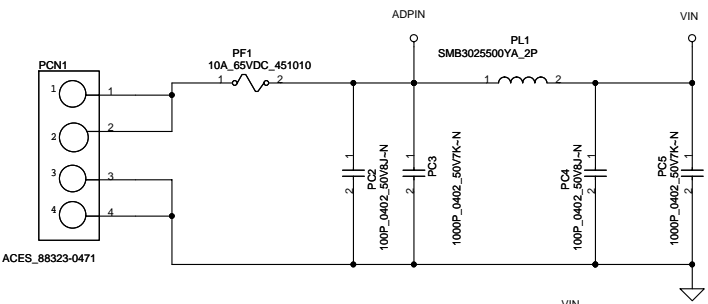 ADPIN
VIN
PL1
SMB3025500YA_2P
PF1
10A_65VDC_451010
PCN1
1 2
1 2
1 1
2 2
3 3
4 4
1 2
PC2
100P_0402_50V8J~N
1 2
PC3
1000P_0402_50V7K~N
1 2
PC4
100P_0402_50V8J~N
1 2
PC5
1000P_0402_50V7K~N
ACES_88323-0471
VIN